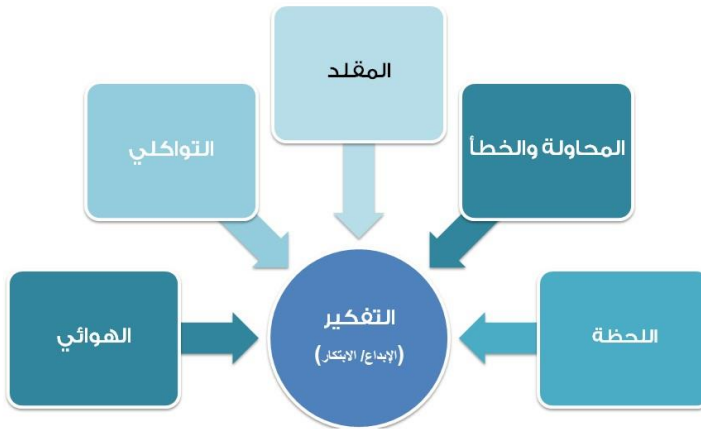 المقلد
المحاولة والخطأ
التواكلي
اللحظة
التفكير
(الإبداع/ الابتكار)
الهوائي